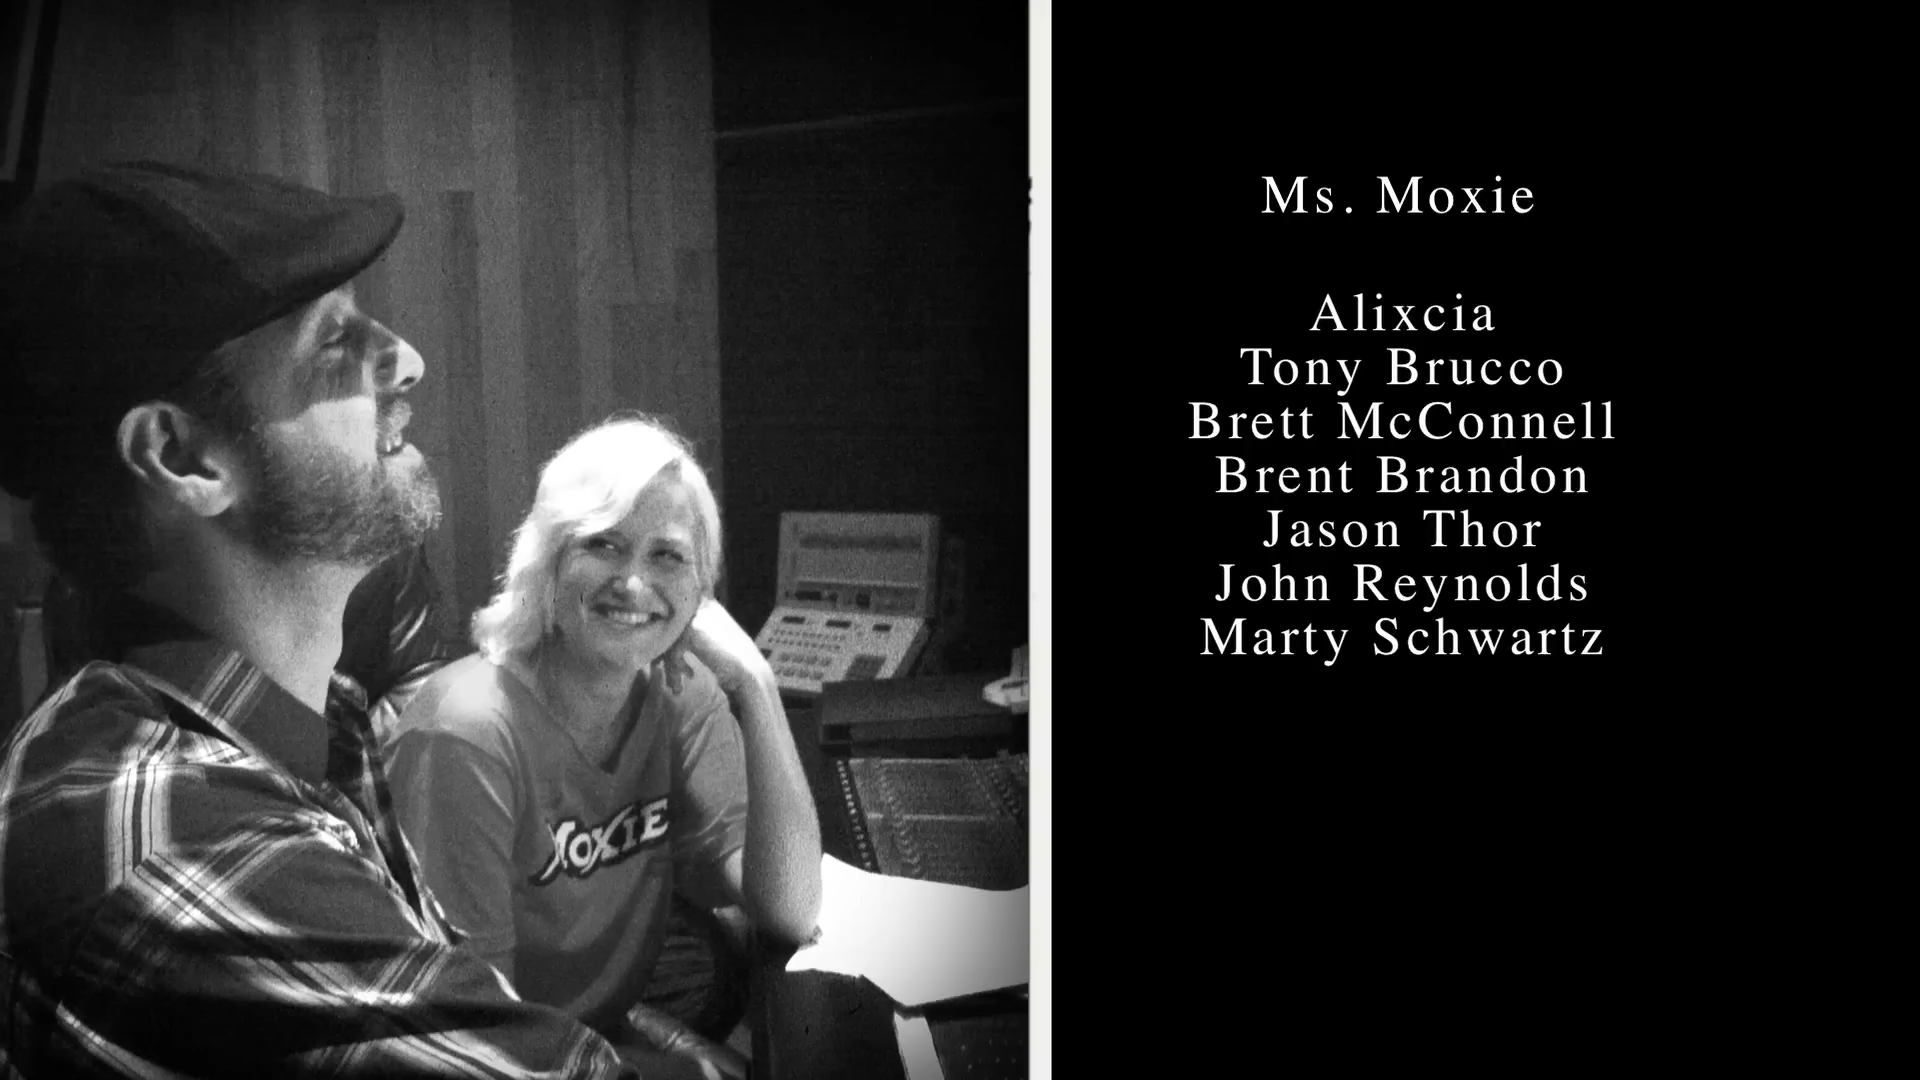 MOXIE
Ms. Moxie
Alixcia
Tony Brucco
Brett McConnell
Brent Brandon
Jason Thor
John Reynolds
Marty Schwartz